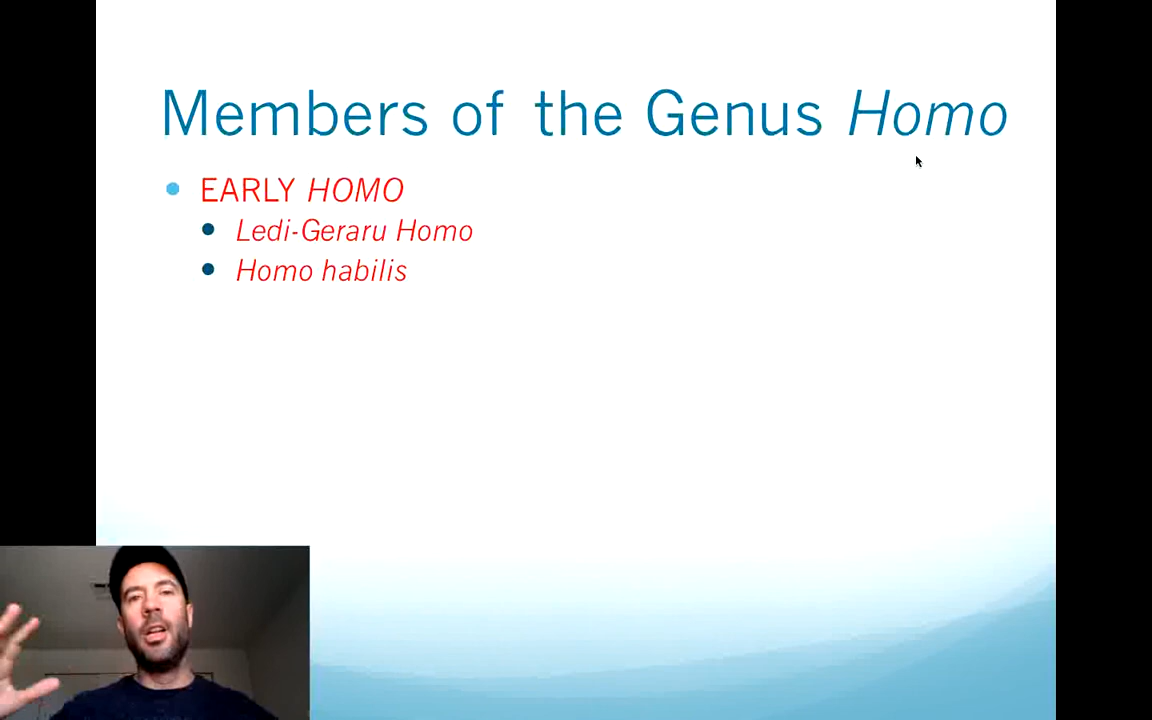 Members of the Genus Homo
EARLY HOMO
Ledi-Geraru Homo
Homo habilis